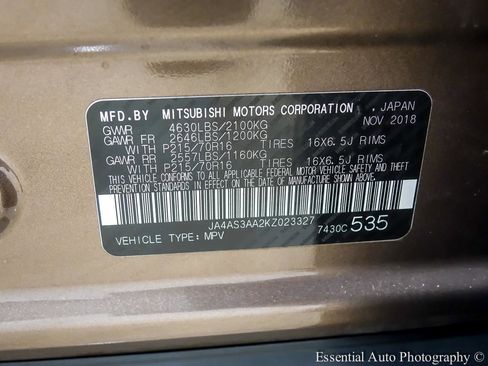 MFD.BY MITSUBISHI MOTORS CORPORATION, JAPAN
GVWR 4630LBS/2100KG NOV 2018
GAWR FR 2646LBS/1200KG
WITH P215/70R16 TIRES 16X6.5J RIMS
GAWR RR 2557LBS/1160KG
WITH P215/70R16 TIRES 16X6.5J RIMS
THIS VEHICLE CONFORMS TO ALL APPLICABLE
FEDERAL MOTOR VEHICLE SAFETY, BUMPER, AND THEFT
PREVENTION STANDARDS IN EFFECT ON THE DATE OF
MANUFACTURE SHOWN ABOVE.
JA4AS3AA2KZ023327
VEHICLE TYPE: MPV 7430C 535
Essential Auto Photography ©